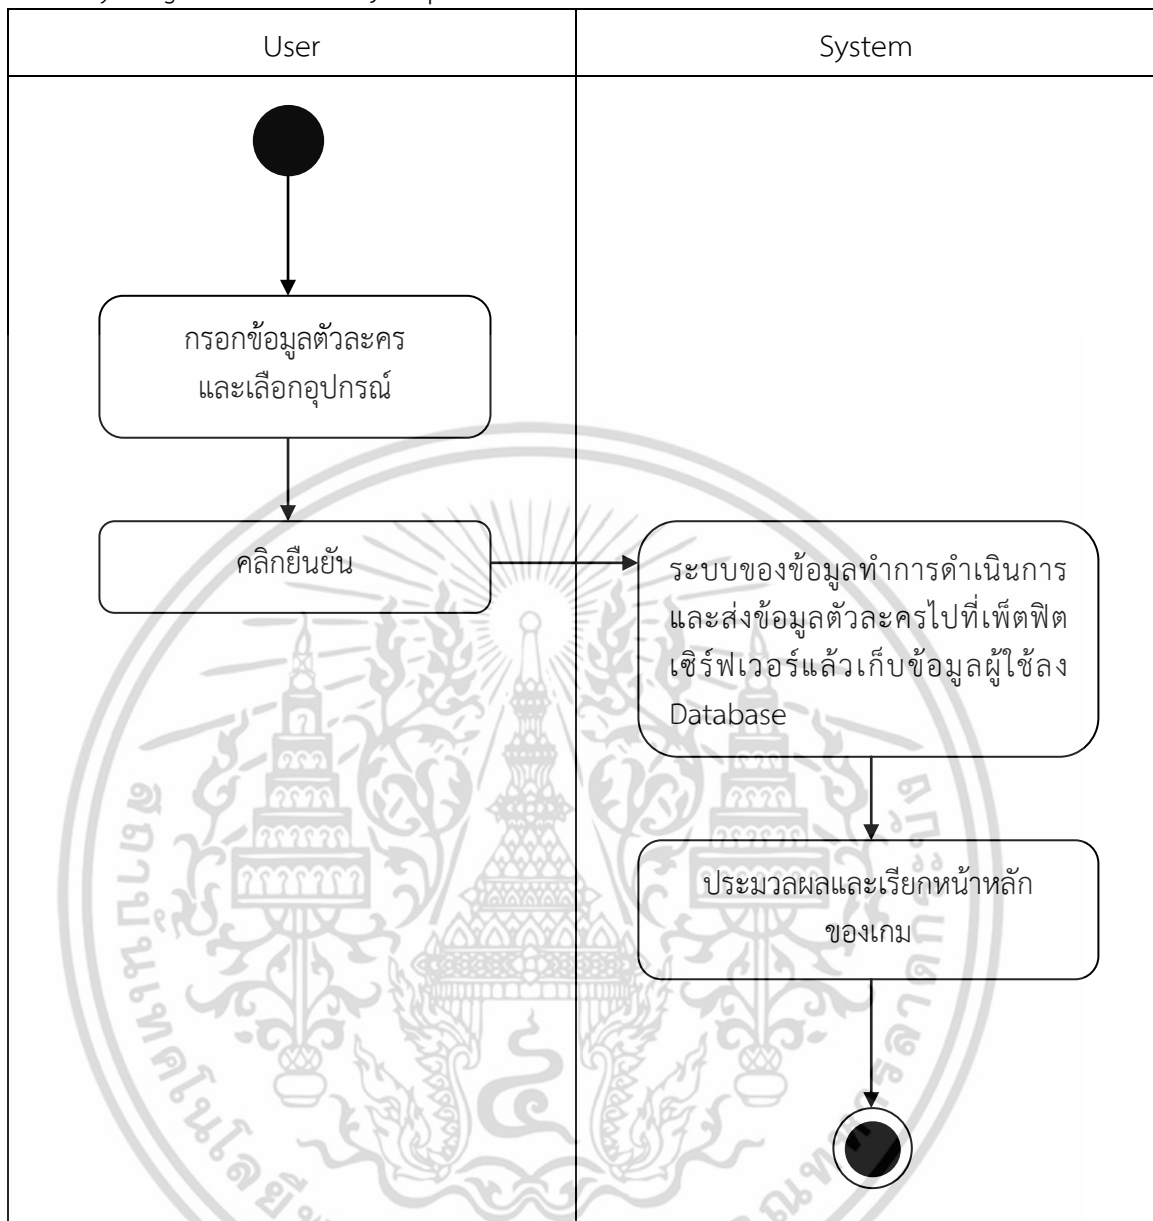 User
System
กรอกข้อมูลตัวละคร
และเลือกอุปกรณ์
คลิกยืนยัน
ระบบของข้อมูลทำการดำเนินการ
และส่งข้อมูลตัวละครไปที่เพ็ตฟิต
เซิร์ฟเวอร์แล้วเก็บข้อมูลผู้ใช้ลง
Database
ประมวลผลและเรียกหน้าหลัก
ของเกม